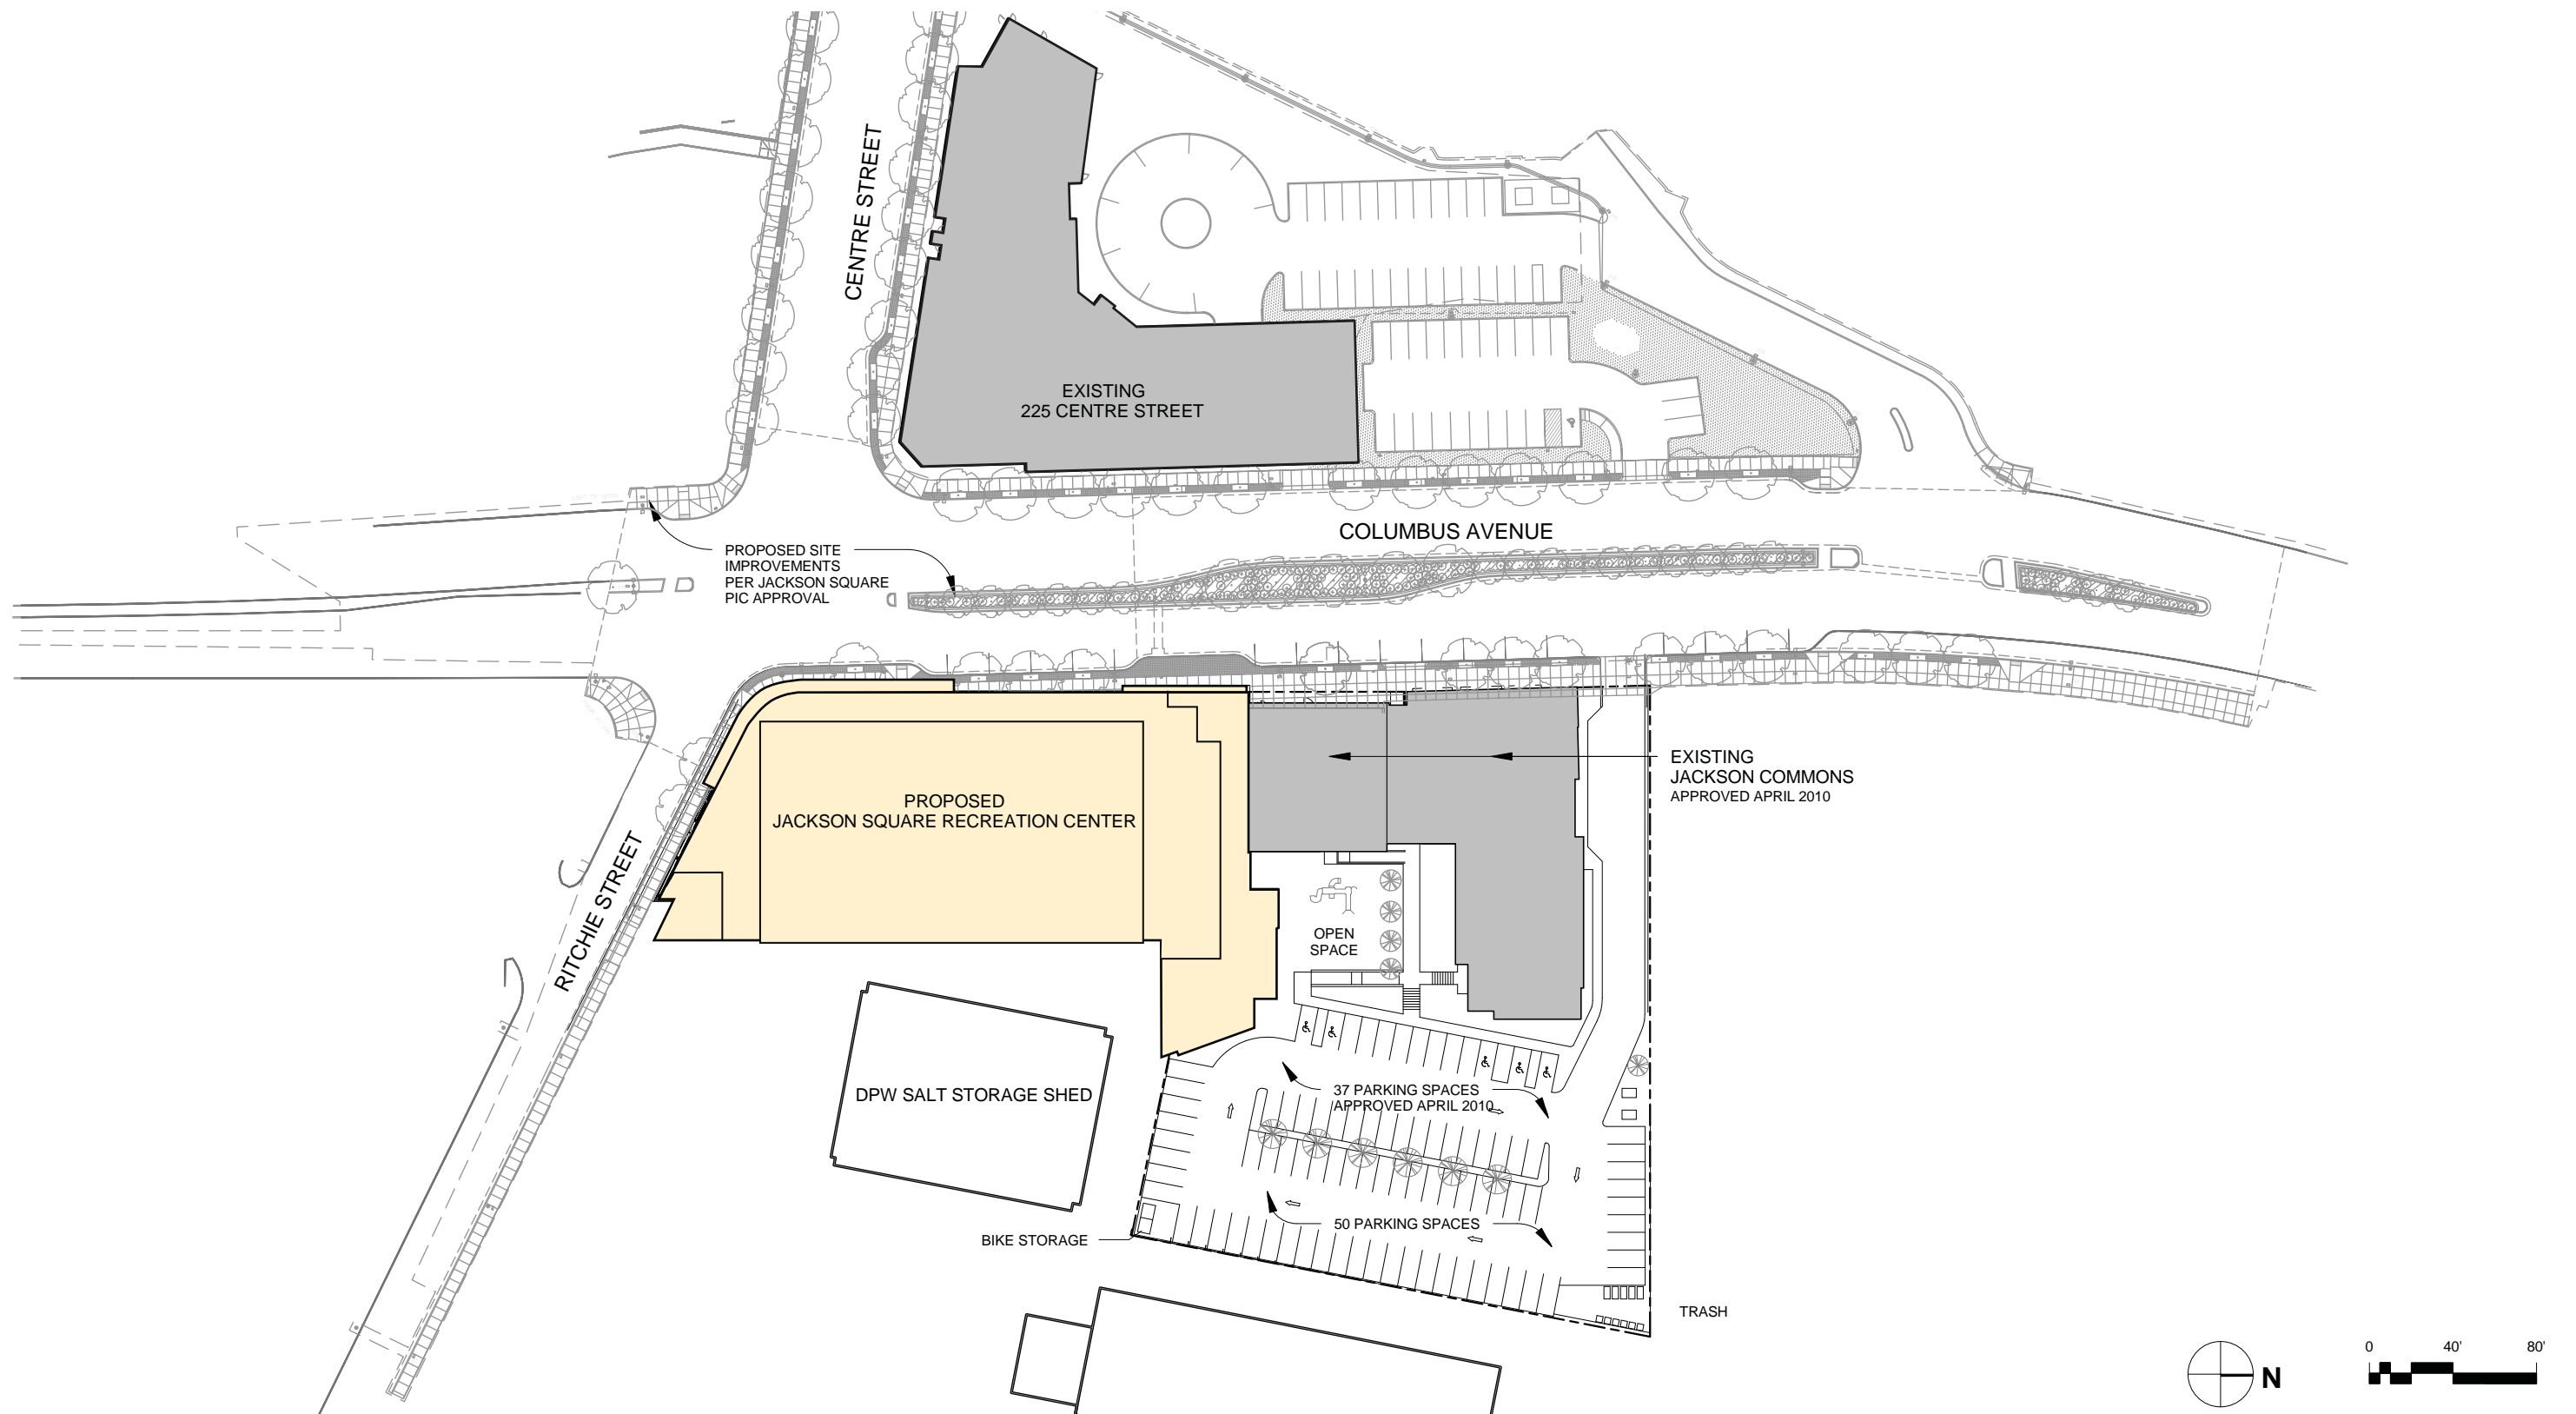 CENTRE STREET
EXISTING
225 CENTRE STREET
COLUMBUS AVENUE
PROPOSED SITE
IMPROVEMENTS
PER JACKSON SQUARE
PIC APPROVAL
EXISTING
JACKSON COMMONS
APPROVED APRIL 2010
PROPOSED
JACKSON SQUARE RECREATION CENTER
RITCHIE STREET
OPEN
SPACE
DPW SALT STORAGE SHED
37 PARKING SPACES
APPROVED APRIL 2010
50 PARKING SPACES
BIKE STORAGE
TRASH
N
0 40' 80'